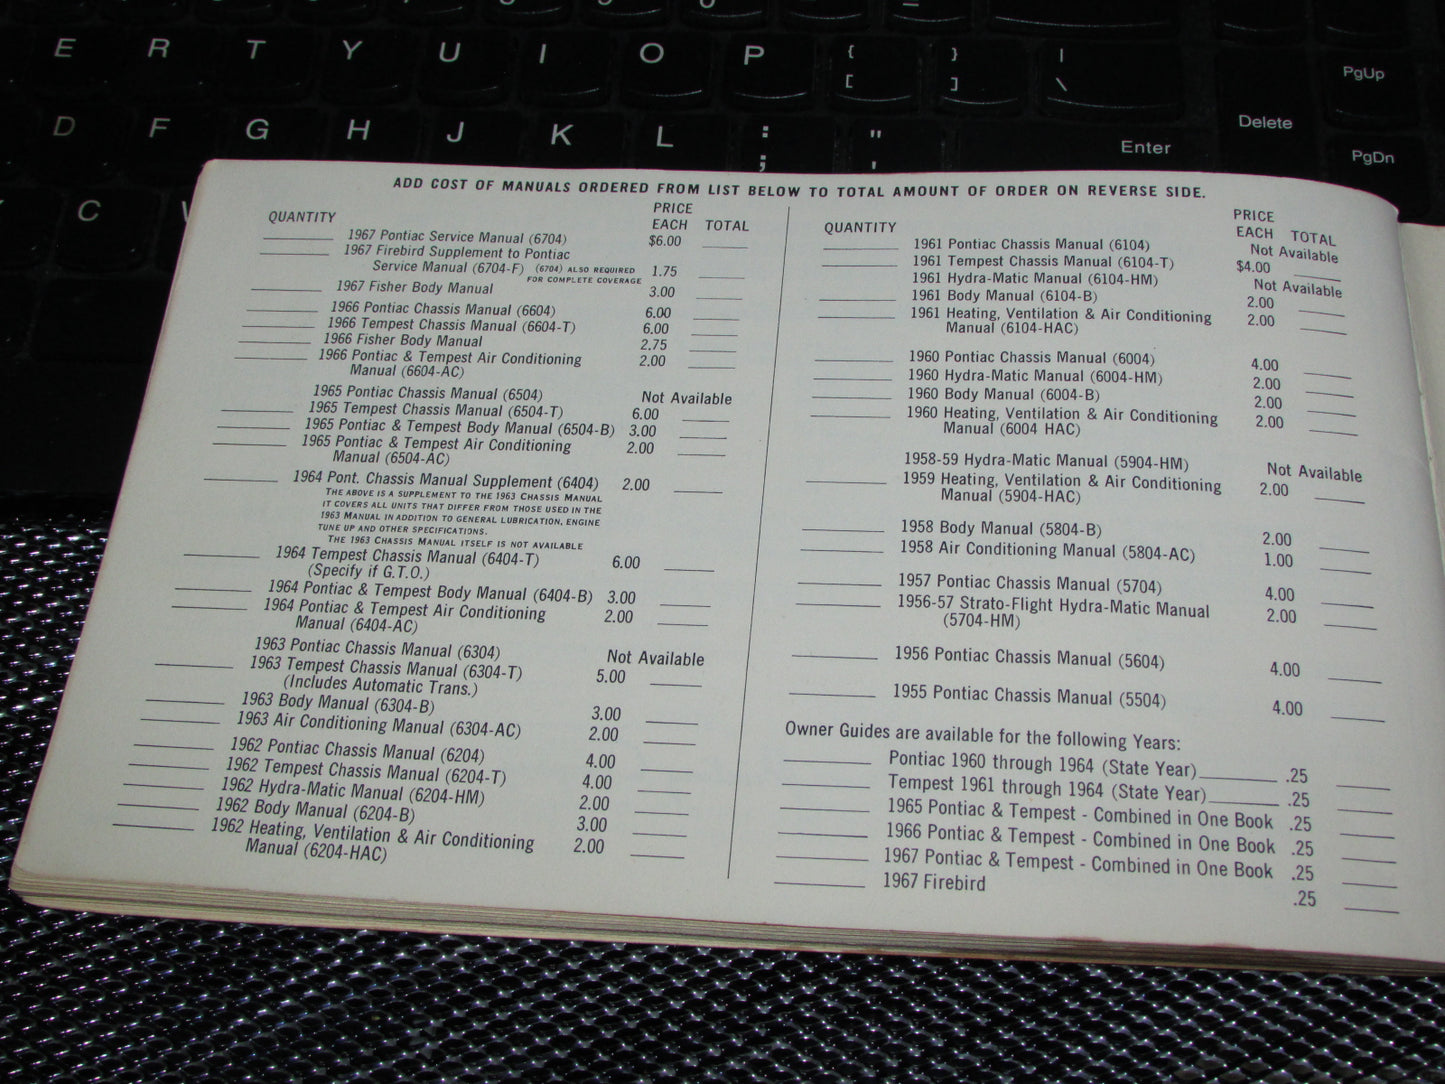 E R T Y U I O P { [ } ] | \ PgUp
D F G H J K L : ; " ' Enter Delete PgDn
C
ADD COST OF MANUALS ORDERED FROM LIST BELOW TO TOTAL AMOUNT OF ORDER ON REVERSE SIDE.
QUANTITY PRICE EACH TOTAL
1967 Pontiac Service Manual (6704) $6.00
1967 Firebird Supplement to Pontiac
Service Manual (6704-F) (6704) ALSO REQUIRED FOR COMPLETE COVERAGE 1.75
1967 Fisher Body Manual 3.00
1966 Pontiac Chassis Manual (6604) 6.00
1966 Tempest Chassis Manual (6604-T) 6.00
1966 Fisher Body Manual 2.75
1966 Pontiac & Tempest Air Conditioning 2.00
Manual (6604-AC)
1965 Pontiac Chassis Manual (6504) Not Available
1965 Tempest Chassis Manual (6504-T) 6.00
1965 Pontiac & Tempest Body Manual (6504-B) 3.00
1965 Pontiac & Tempest Air Conditioning 2.00
Manual (6504-AC)
1964 Pont. Chassis Manual Supplement (6404) 2.00
THE ABOVE IS A SUPPLEMENT TO THE 1963 CHASSIS MANUAL
IT COVERS ALL UNITS THAT DIFFER FROM THOSE USED IN THE
1963 MANUAL IN ADDITION TO GENERAL LUBRICATION, ENGINE
TUNE UP AND OTHER SPECIFICATIONS.
THE 1963 CHASSIS MANUAL ITSELF IS NOT AVAILABLE
1964 Tempest Chassis Manual (6404-T) 6.00
(Specify if G.T.O.)
1964 Pontiac & Tempest Body Manual (6404-B) 3.00
1964 Pontiac & Tempest Air Conditioning 2.00
Manual (6404-AC)
1963 Pontiac Chassis Manual (6304) Not Available
1963 Tempest Chassis Manual (6304-T) 5.00
(Includes Automatic Trans.)
1963 Body Manual (6304-B) 3.00
1963 Air Conditioning Manual (6304-AC) 2.00
1962 Pontiac Chassis Manual (6204) 4.00
1962 Tempest Chassis Manual (6204-T) 4.00
1962 Hydra-Matic Manual (6204-HM) 2.00
1962 Body Manual (6204-B) 3.00
1962 Heating, Ventilation & Air Conditioning 2.00
Manual (6204-HAC)
QUANTITY PRICE EACH TOTAL
1961 Pontiac Chassis Manual (6104) Not Available
1961 Tempest Chassis Manual (6104-T) $4.00
1961 Hydra-Matic Manual (6104-HM) Not Available
1961 Body Manual (6104-B) 2.00
1961 Heating, Ventilation & Air Conditioning 2.00
Manual (6104-HAC)
1960 Pontiac Chassis Manual (6004) 4.00
1960 Hydra-Matic Manual (6004-HM) 2.00
1960 Body Manual (6004-B) 2.00
1960 Heating, Ventilation & Air Conditioning 2.00
Manual (6004 HAC)
1958-59 Hydra-Matic Manual (5904-HM) Not Available
1959 Heating, Ventilation & Air Conditioning 2.00
Manual (5904-HAC)
1958 Body Manual (5804-B) 2.00
1958 Air Conditioning Manual (5804-AC) 1.00
1957 Pontiac Chassis Manual (5704) 4.00
1956-57 Strato-Flight Hydra-Matic Manual 2.00
(5704-HM)
1956 Pontiac Chassis Manual (5604) 4.00
1955 Pontiac Chassis Manual (5504) 4.00
Owner Guides are available for the following Years:
Pontiac 1960 through 1964 (State Year) .25
Tempest 1961 through 1964 (State Year) .25
1965 Pontiac & Tempest - Combined in One Book .25
1966 Pontiac & Tempest - Combined in One Book .25
1967 Pontiac & Tempest - Combined in One Book .25
1967 Firebird .25